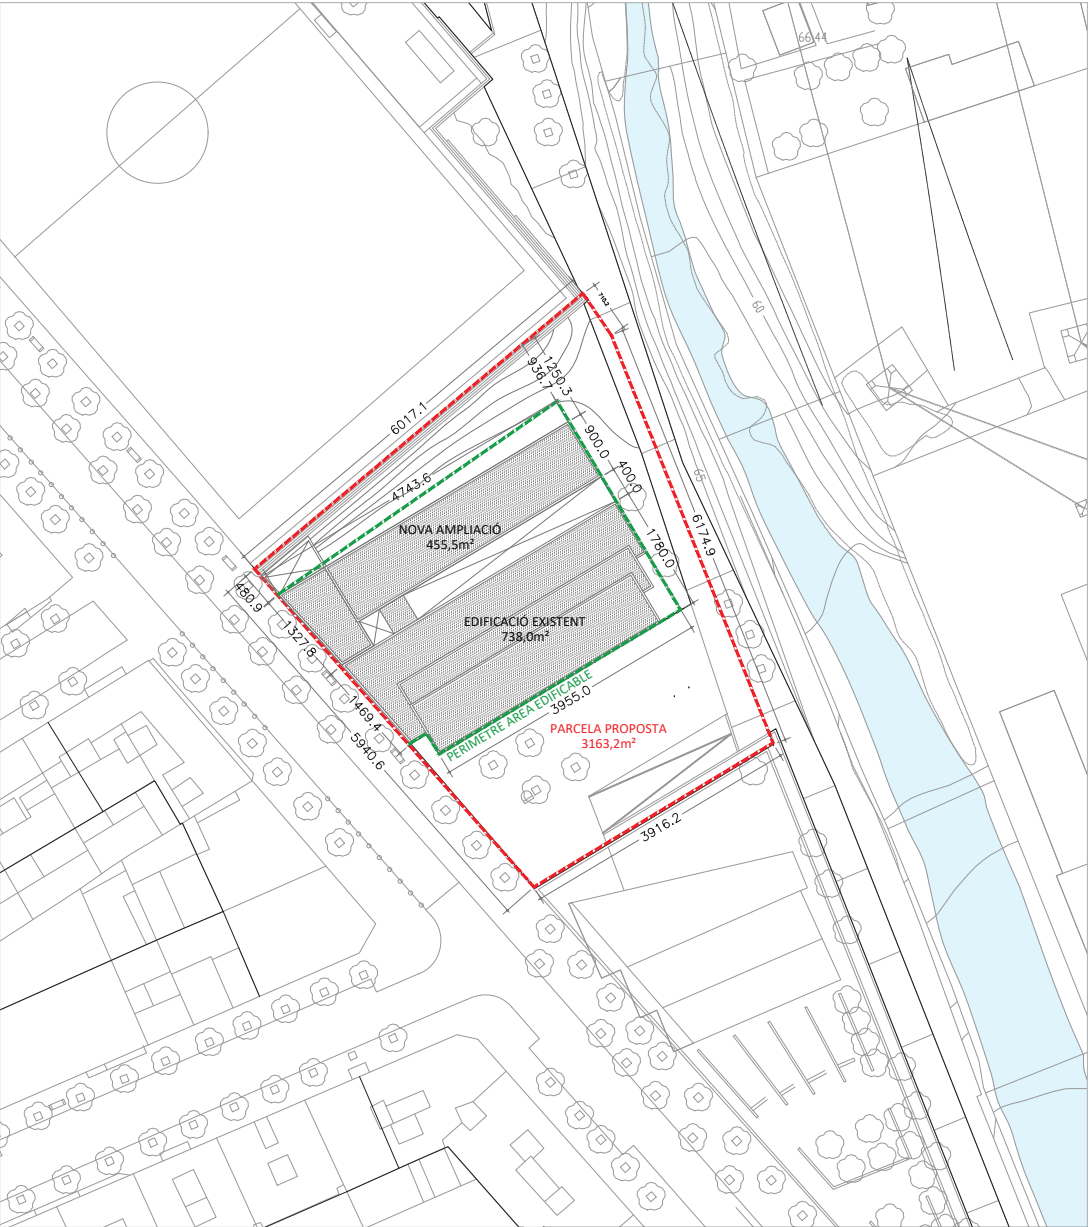 66,44
60
710.2
936.7
1250.3
6017.1
900.0
4743.6
400.0
65
NOVA AMPLIACIÓ
455,5m²
6174.9
1780.0
480.9
EDIFICACIÓ EXISTENT
738,0m²
1327.8
PERIMETRE AREA EDIFICABLE
3955.0
1469.4
PARCELA PROPOSTA
3163,2m²
5940.6
3916.2